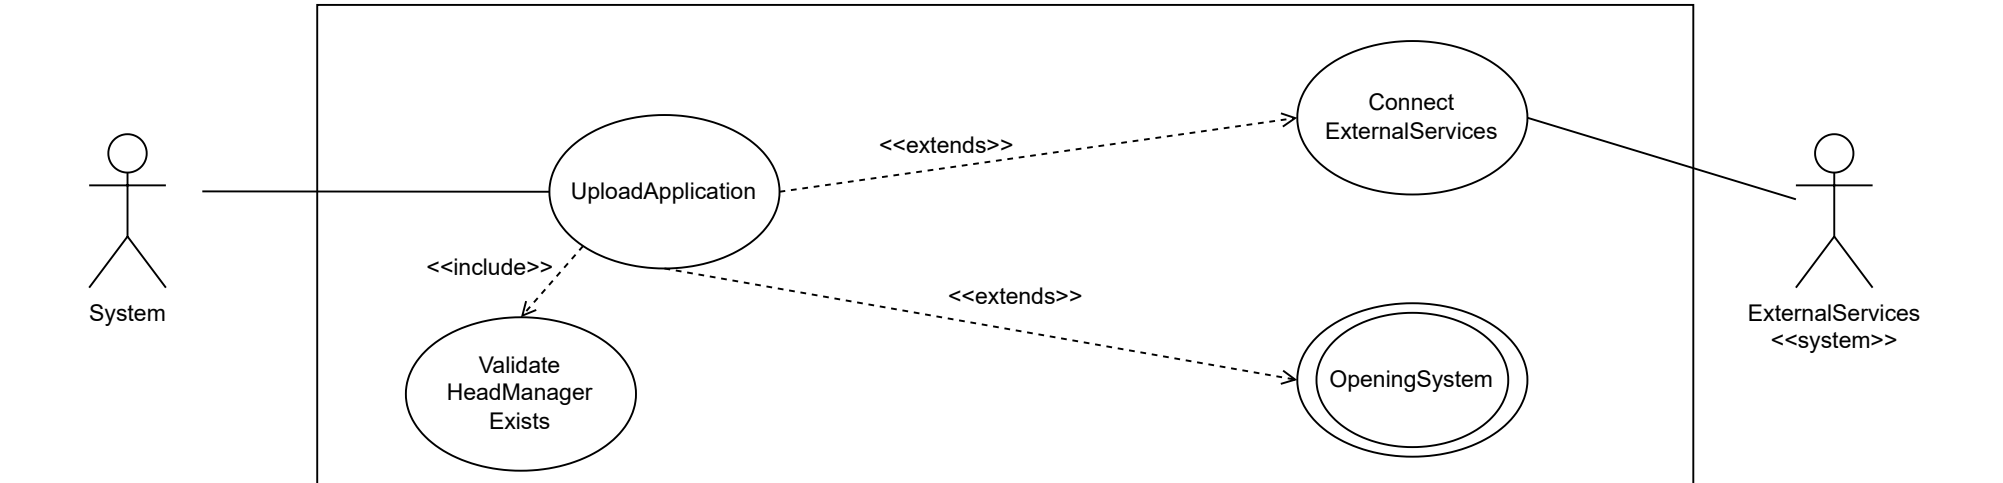 Connect
ExternalServices
<<extends>>
UploadApplication
<<include>>
<<extends>>
System
ExternalServices
<<system>>
Validate
HeadManager
Exists
OpeningSystem